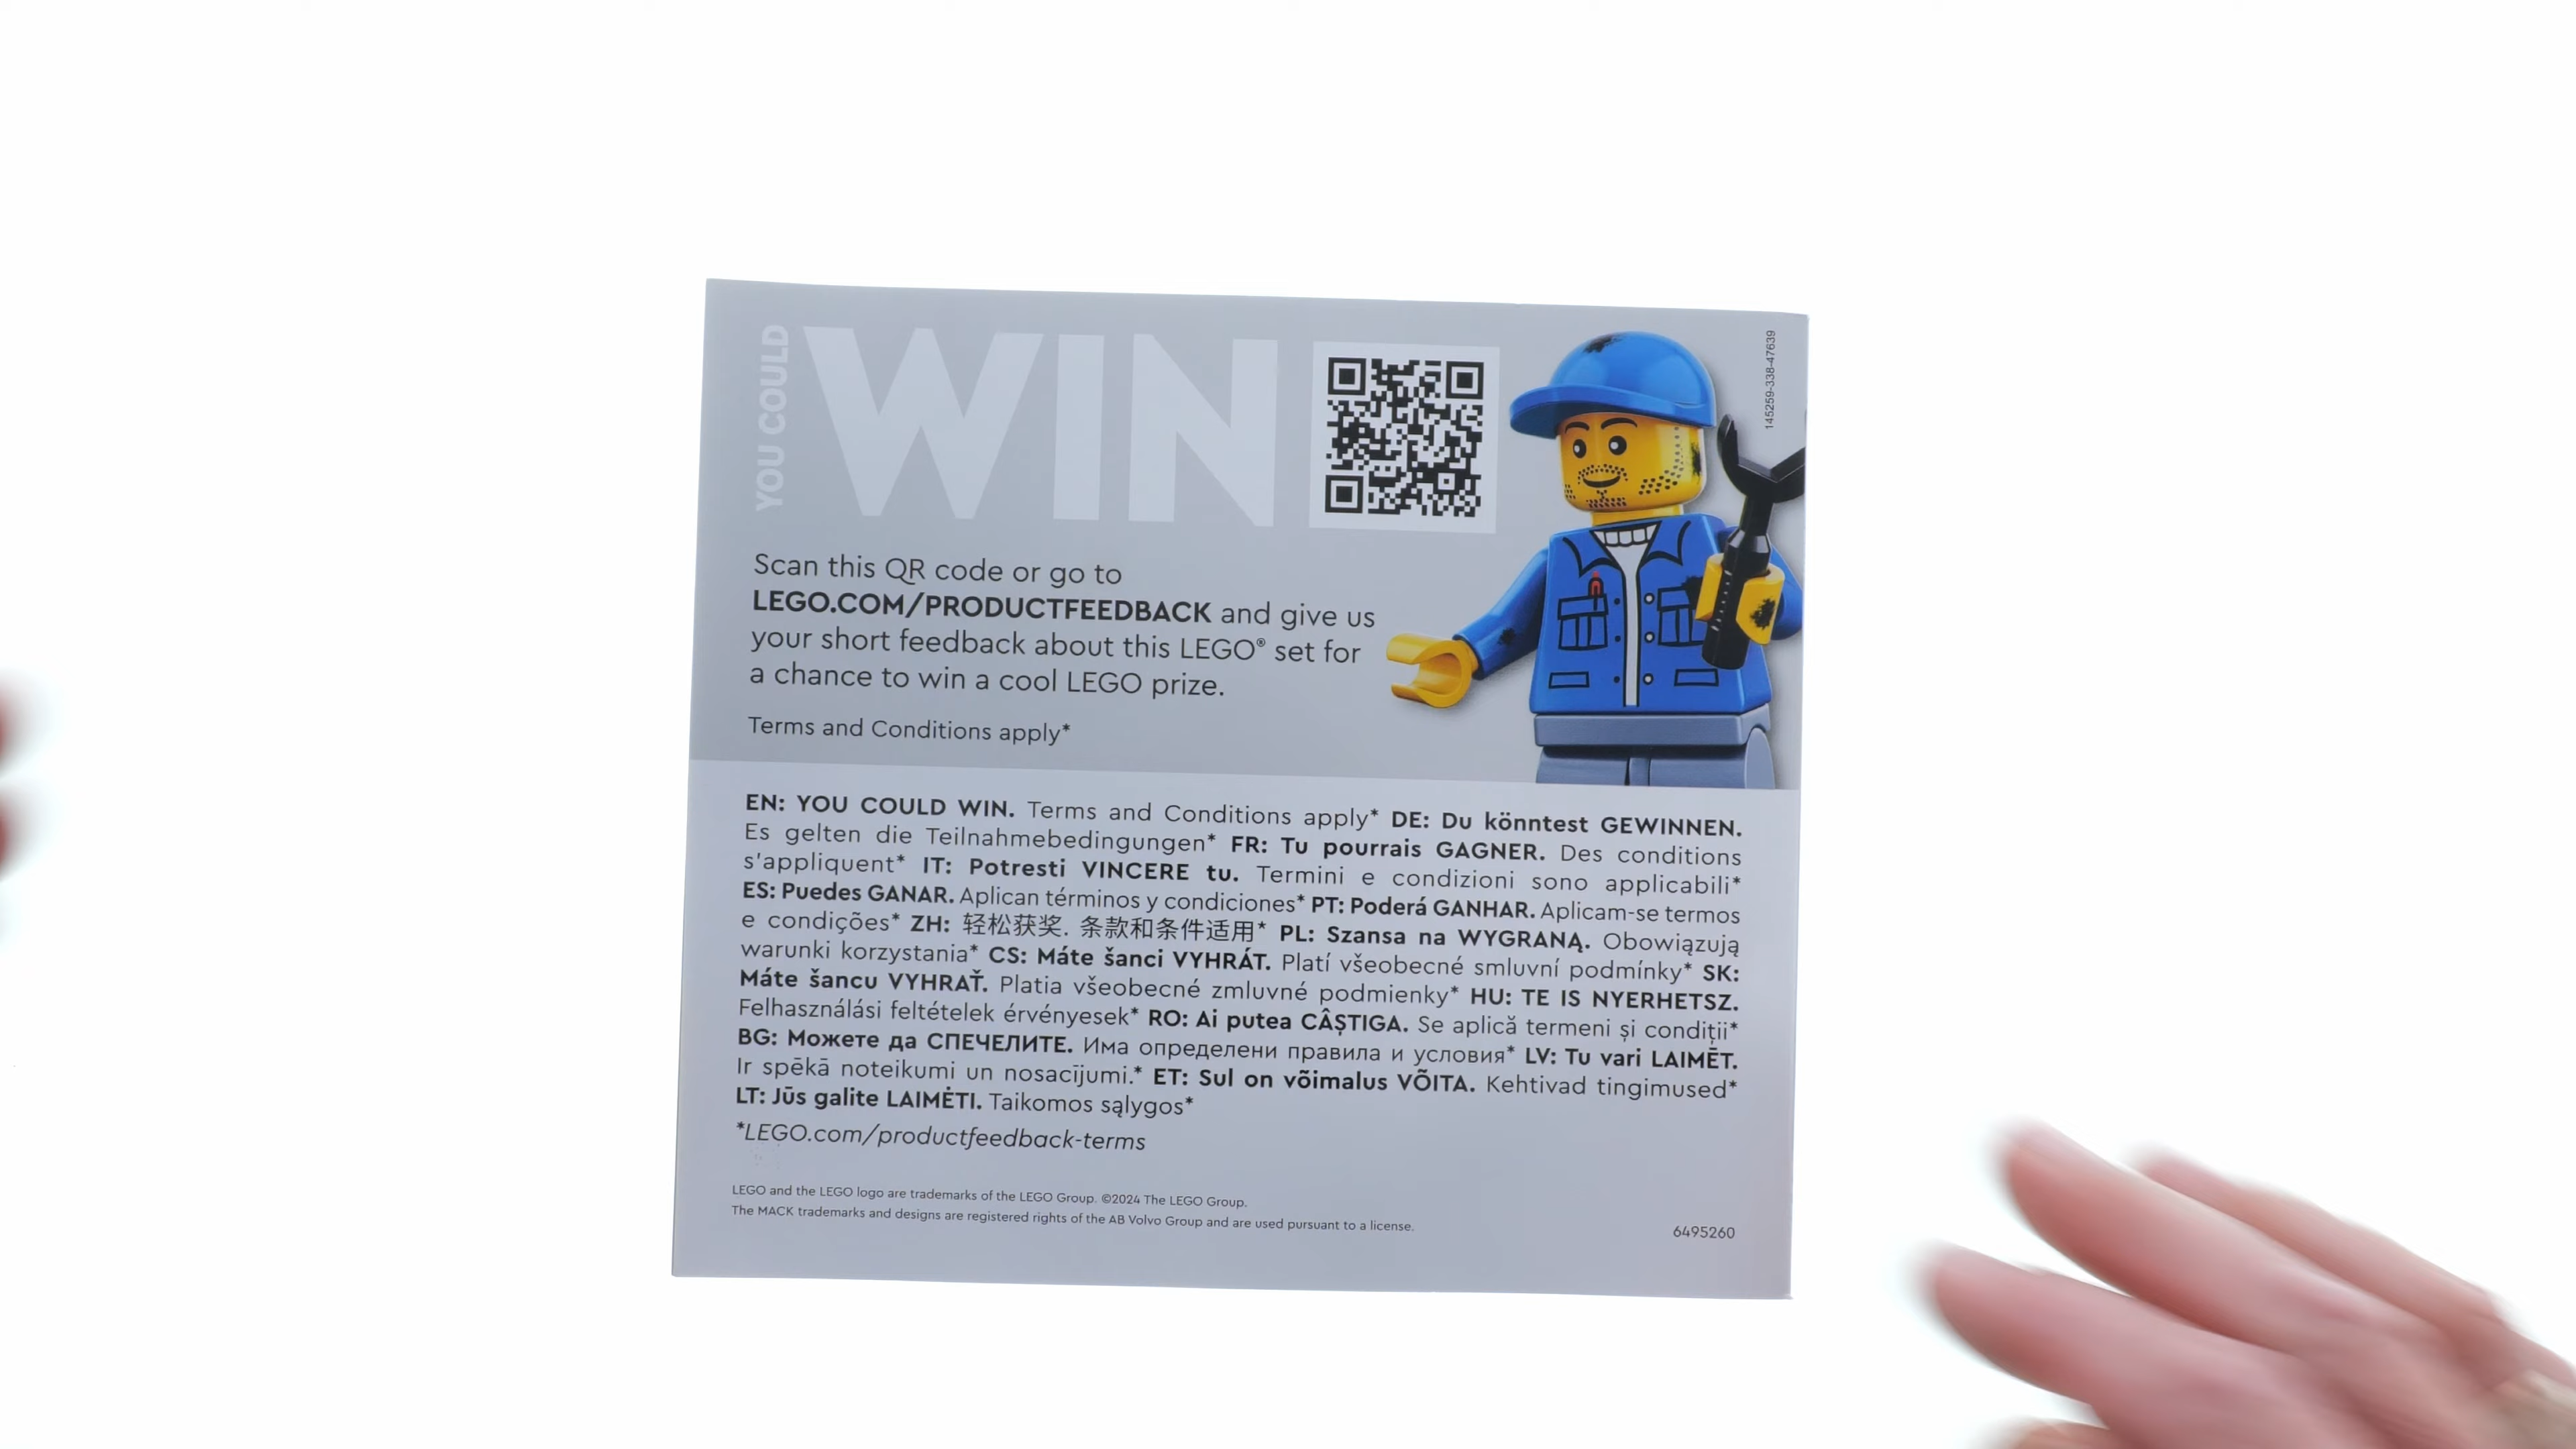 YOU COULD
WIN
145259-338-47639
Scan this QR code or go to
LEGO.COM/PRODUCTFEEDBACK and give us
your short feedback about this LEGO® set for
a chance to win a cool LEGO prize.
Terms and Conditions apply*
EN: YOU COULD WIN. Terms and Conditions apply* DE: Du könntest GEWINNEN.
Es gelten die Teilnahmebedingungen* FR: Tu pourrais GAGNER. Des conditions
s'appliquent* IT: Potresti VINCERE tu. Termini e condizioni sono applicabili*
ES: Puedes GANAR. Aplican términos y condiciones* PT: Poderá GANHAR. Aplicam-se termos
e condições* ZH: 轻松获奖. 条款和条件适用* PL: Szansa na WYGRANĄ. Obowiązują
warunki korzystania* CS: Máte šanci VYHRÁT. Platí všeobecné smluvní podmínky* SK:
Máte šancu VYHRAŤ. Platia všeobecné zmluvné podmienky* HU: TE IS NYERHETSZ.
Felhasználási feltételek érvényesek* RO: Ai putea CÂȘTIGA. Se aplică termeni și condiții*
BG: Можете да СПЕЧЕЛИТЕ. Има определени правила и условия* LV: Tu vari LAIMĒT.
Ir spēkā noteikumi un nosacījumi.* ET: Sul on võimalus VÕITA. Kehtivad tingimused*
LT: Jūs galite LAIMĖTI. Taikomos sąlygos*
*LEGO.com/productfeedback-terms
LEGO and the LEGO logo are trademarks of the LEGO Group. ©2024 The LEGO Group.
The MACK trademarks and designs are registered rights of the AB Volvo Group and are used pursuant to a license.
6495260